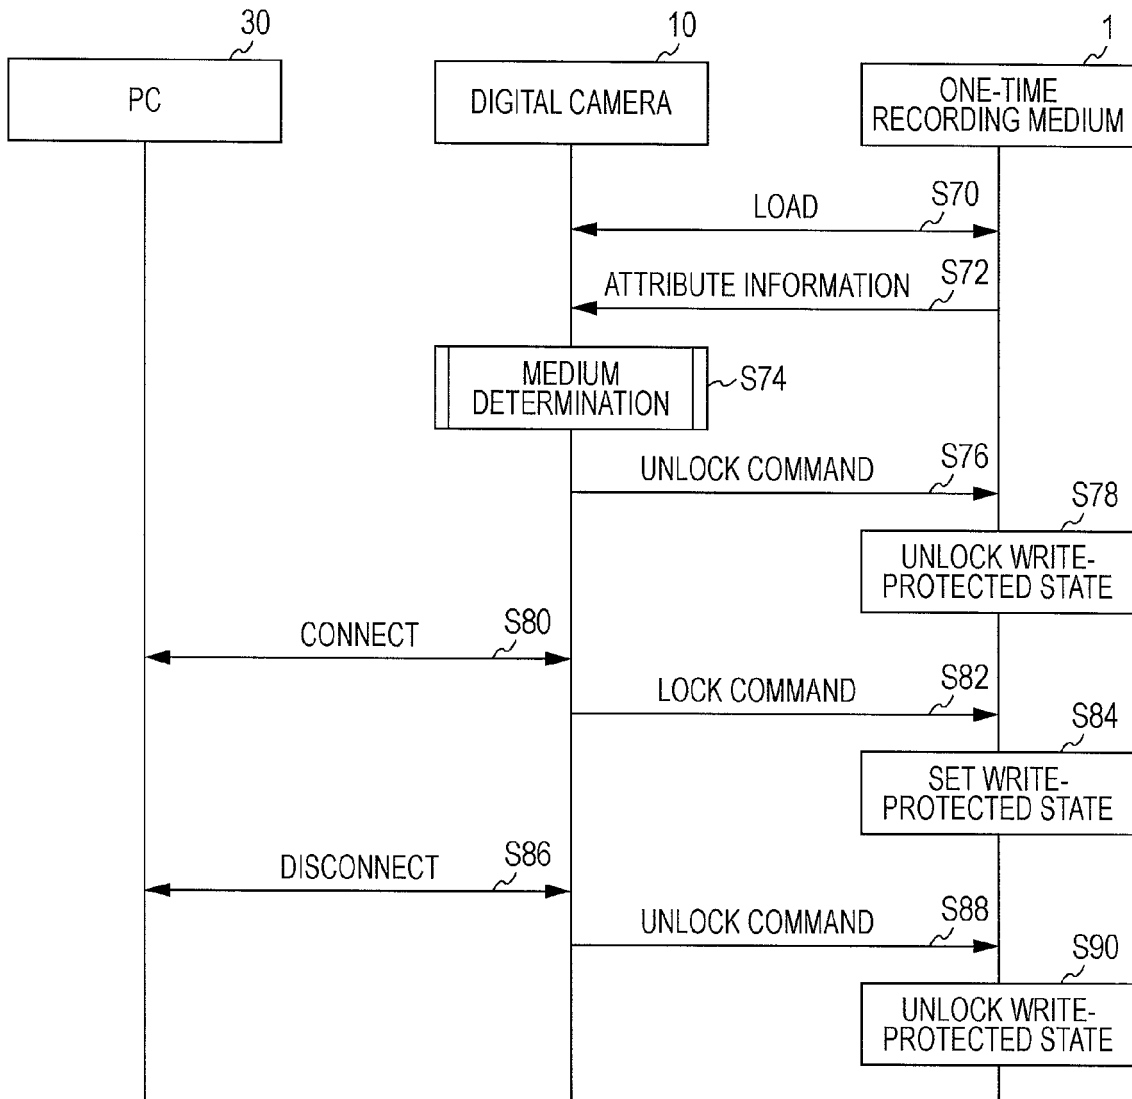 30
10
1
PC
DIGITAL CAMERA
ONE-TIME
RECORDING MEDIUM
LOAD
S70
ATTRIBUTE INFORMATION
S72
MEDIUM
DETERMINATION
S74
UNLOCK COMMAND
S76
S78
UNLOCK WRITE-
PROTECTED STATE
CONNECT
S80
LOCK COMMAND
S82
S84
SET WRITE-
PROTECTED STATE
DISCONNECT
S86
UNLOCK COMMAND
S88
S90
UNLOCK WRITE-
PROTECTED STATE